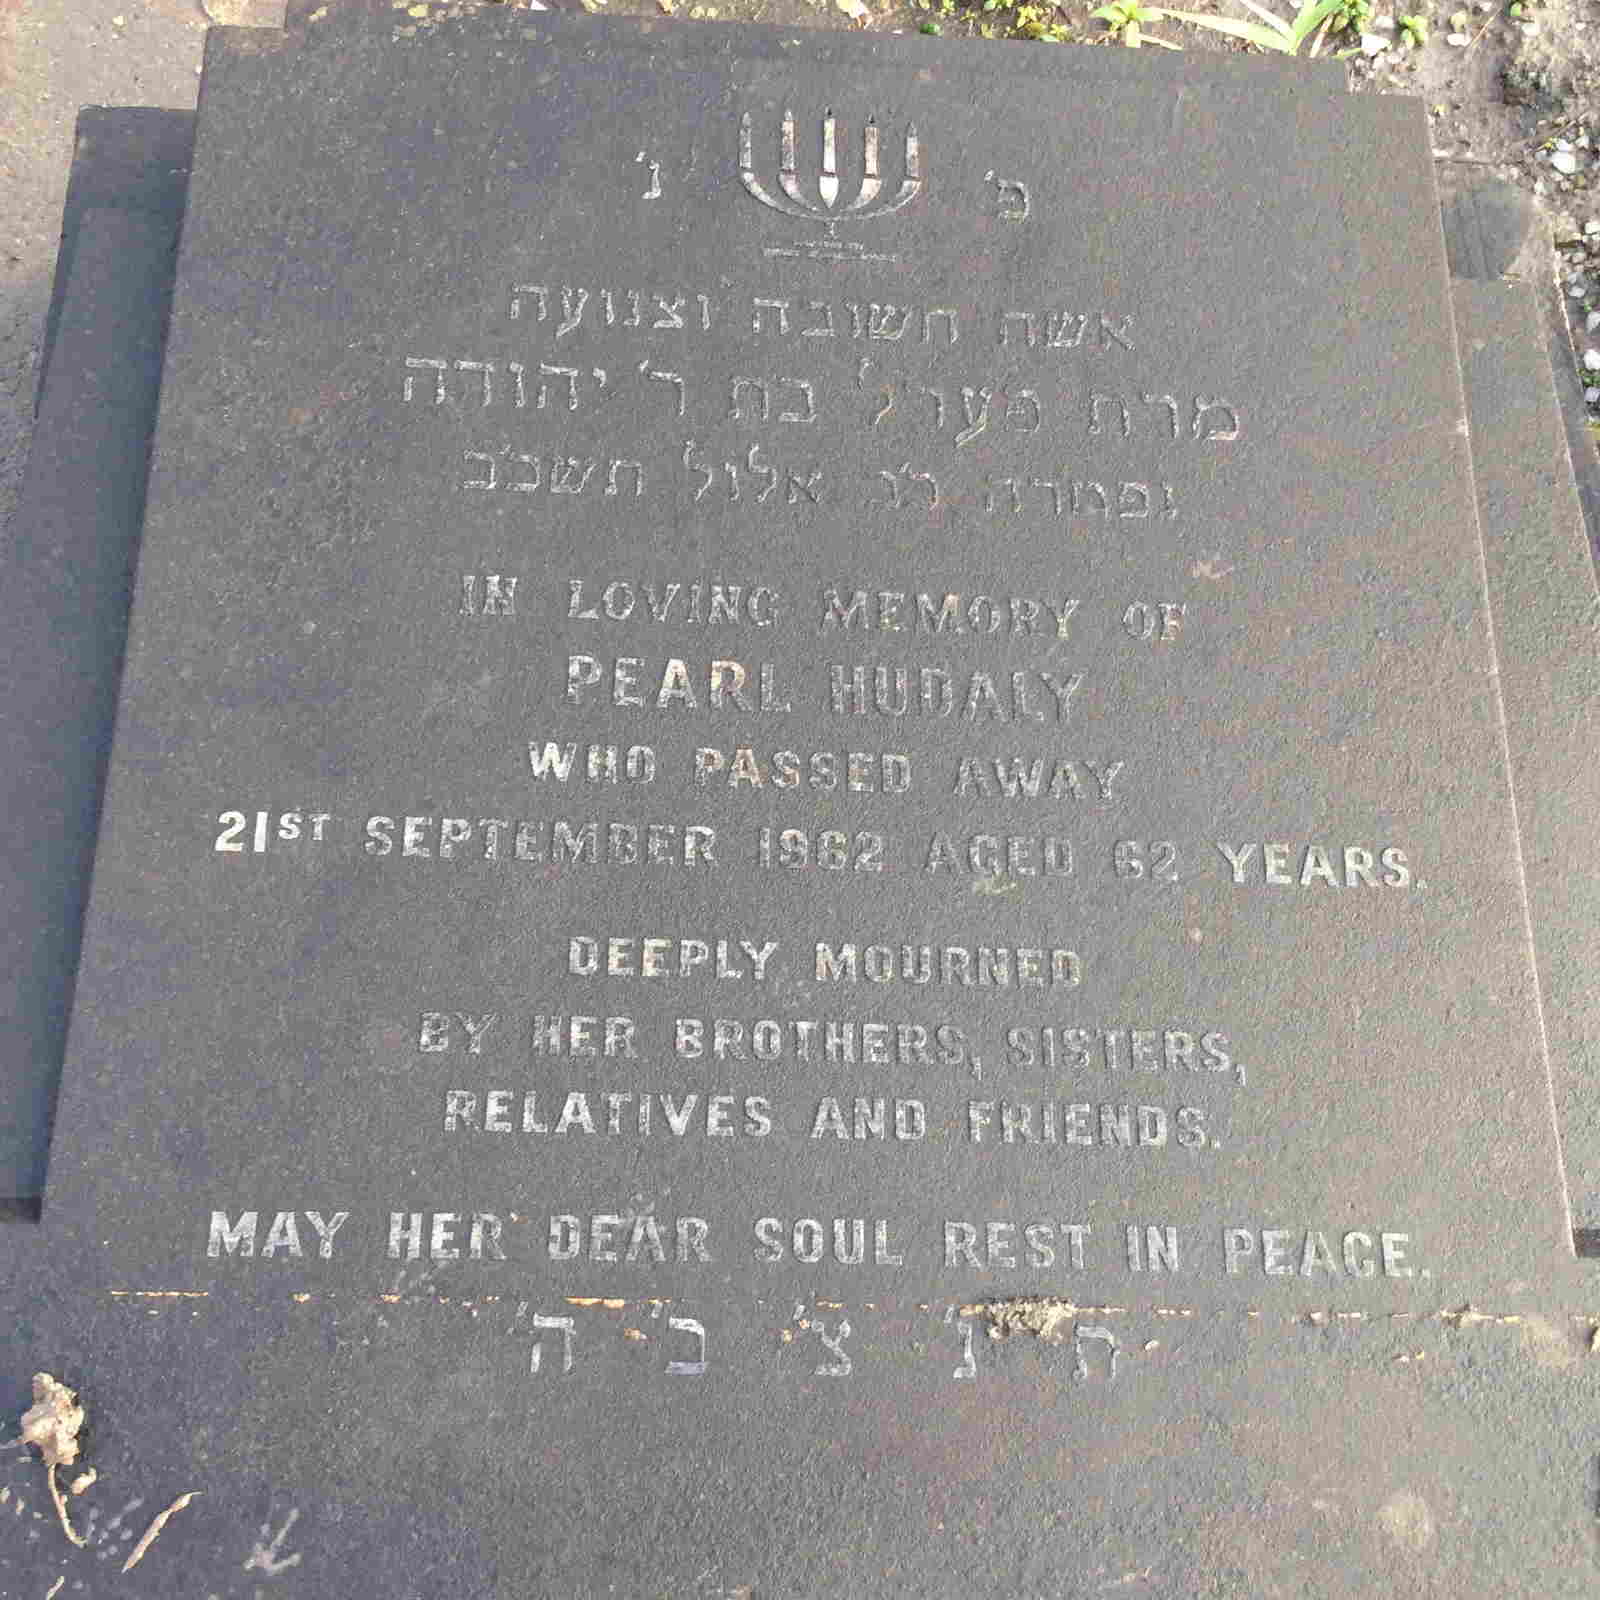 פ' נ'
אשה חשובה וצנועה
מרת פערל בת ר' יהודה
נפטרה כ'ב אלול תשכ'ב
IN LOVING MEMORY OF
PEARL HUDALY
WHO PASSED AWAY
21ST SEPTEMBER 1962 AGED 62 YEARS.
DEEPLY MOURNED
BY HER BROTHERS, SISTERS,
RELATIVES AND FRIENDS.
MAY HER DEAR SOUL REST IN PEACE.
ת' נ' צ' ב' ה'